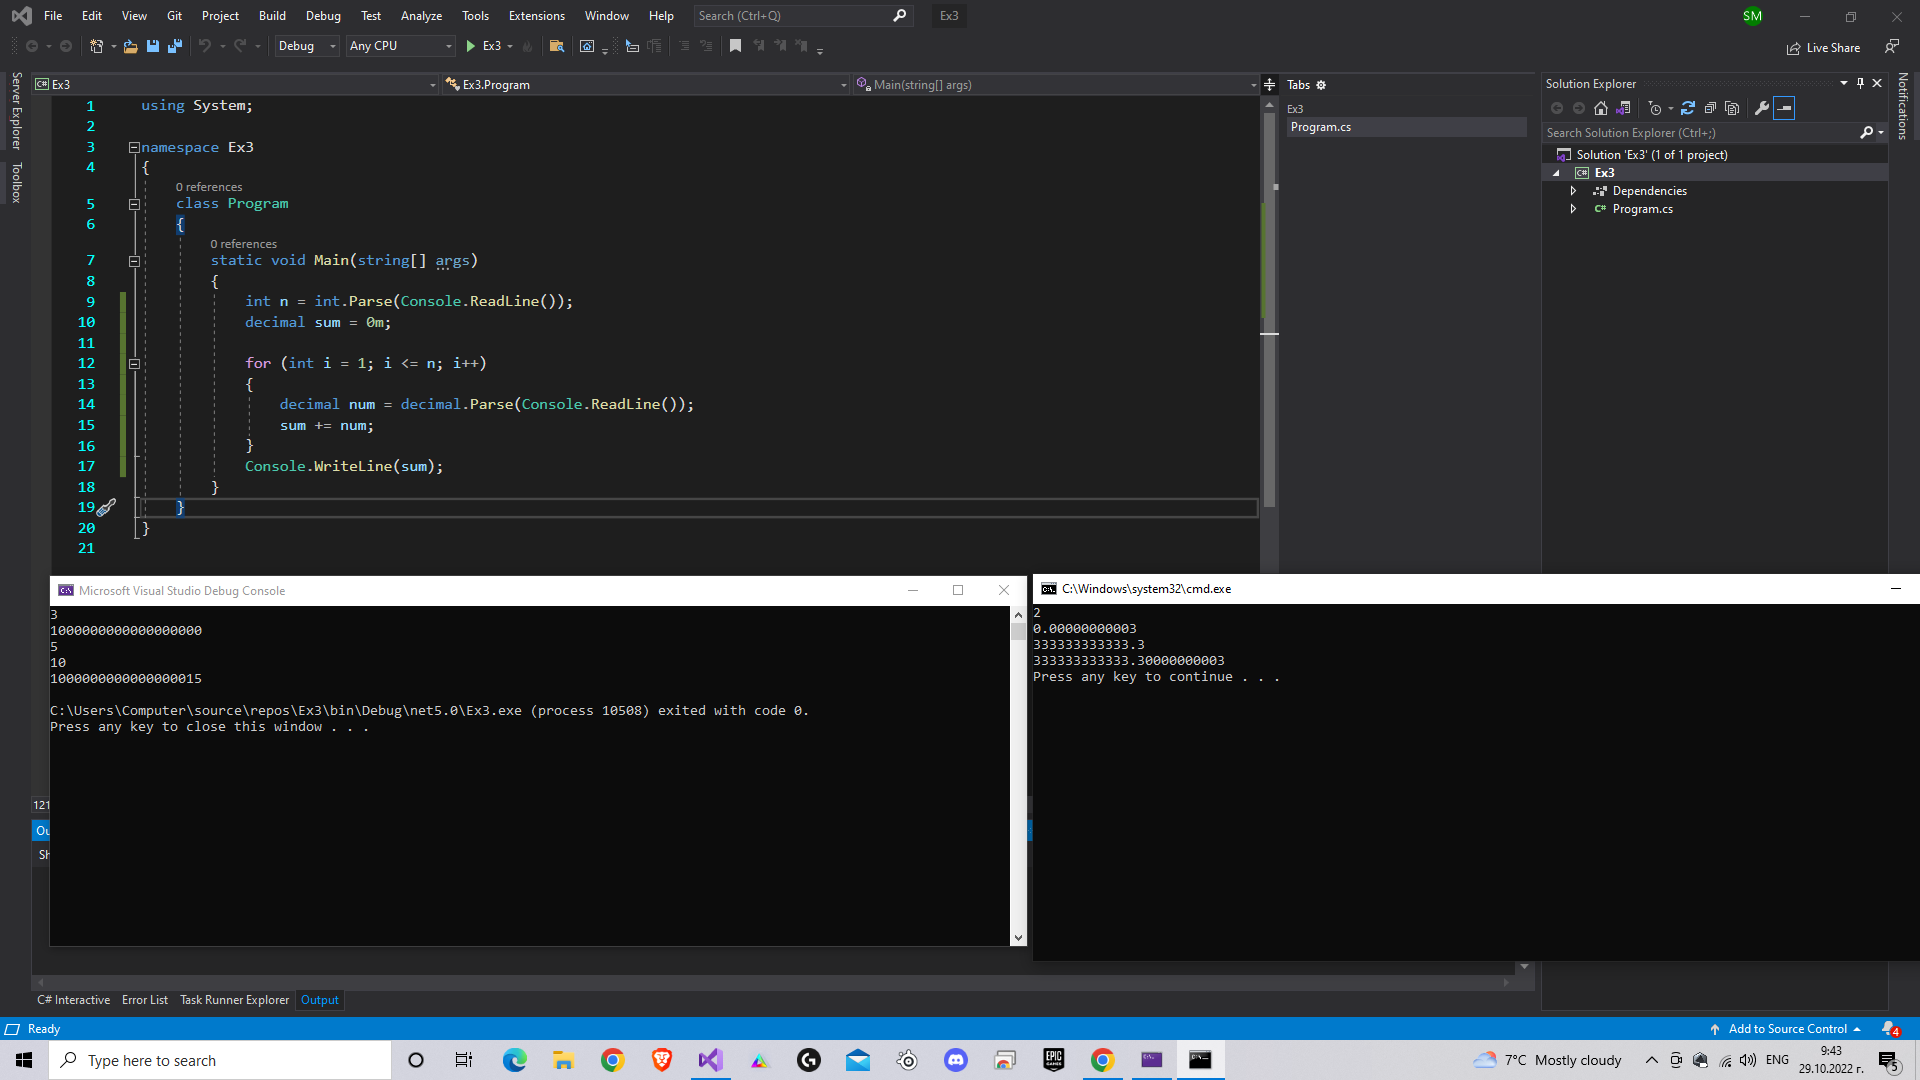 File Edit View Git Project Build Debug Test Analyze Tools Extensions Window Help Search (Ctrl+Q) Ex3 SM
Debug Any CPU Ex3 Live Share
Server Explorer
Toolbox
C# Ex3 Ex3.Program Main(string[] args)
1 using System;
2
3 namespace Ex3
4 {
0 references
5 class Program
6 {
0 references
7 static void Main(string[] args)
8 {
9 int n = int.Parse(Console.ReadLine());
10 decimal sum = 0m;
11
12 for (int i = 1; i <= n; i++)
13 {
14 decimal num = decimal.Parse(Console.ReadLine());
15 sum += num;
16 }
17 Console.WriteLine(sum);
18 }
19 }
20 }
21
Tabs
Ex3
Program.cs
Solution Explorer
Search Solution Explorer (Ctrl+;)
Solution 'Ex3' (1 of 1 project)
C# Ex3
Dependencies
C# Program.cs
Notifications
Microsoft Visual Studio Debug Console
3
1000000000000000000
5
10
1000000000000000015
C:\Users\Computer\source\repos\Ex3\bin\Debug\net5.0\Ex3.exe (process 10508) exited with code 0.
Press any key to close this window . . .
C:\Windows\system32\cmd.exe
2
0.00000000003
333333333333.3
333333333333.30000000003
Press any key to continue . . .
121
Ou
Sh
C# Interactive Error List Task Runner Explorer Output
Ready Add to Source Control 4
Type here to search 7°C Mostly cloudy ENG 9:43
29.10.2022 г. 5